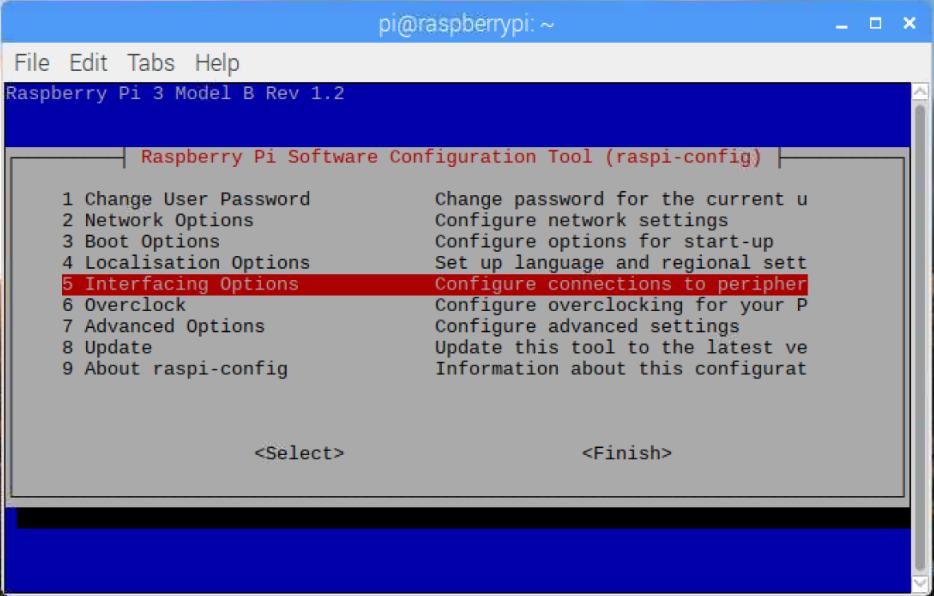 pi@raspberrypi: ~
File Edit Tabs Help
Raspberry Pi 3 Model B Rev 1.2
Raspberry Pi Software Configuration Tool (raspi-config)
1 Change User Password Change password for the current u
2 Network Options Configure network settings
3 Boot Options Configure options for start-up
4 Localisation Options Set up language and regional sett
5 Interfacing Options Configure connections to peripher
6 Overclock Configure overclocking for your P
7 Advanced Options Configure advanced settings
8 Update Update this tool to the latest ve
9 About raspi-config Information about this configurat
<Select> <Finish>